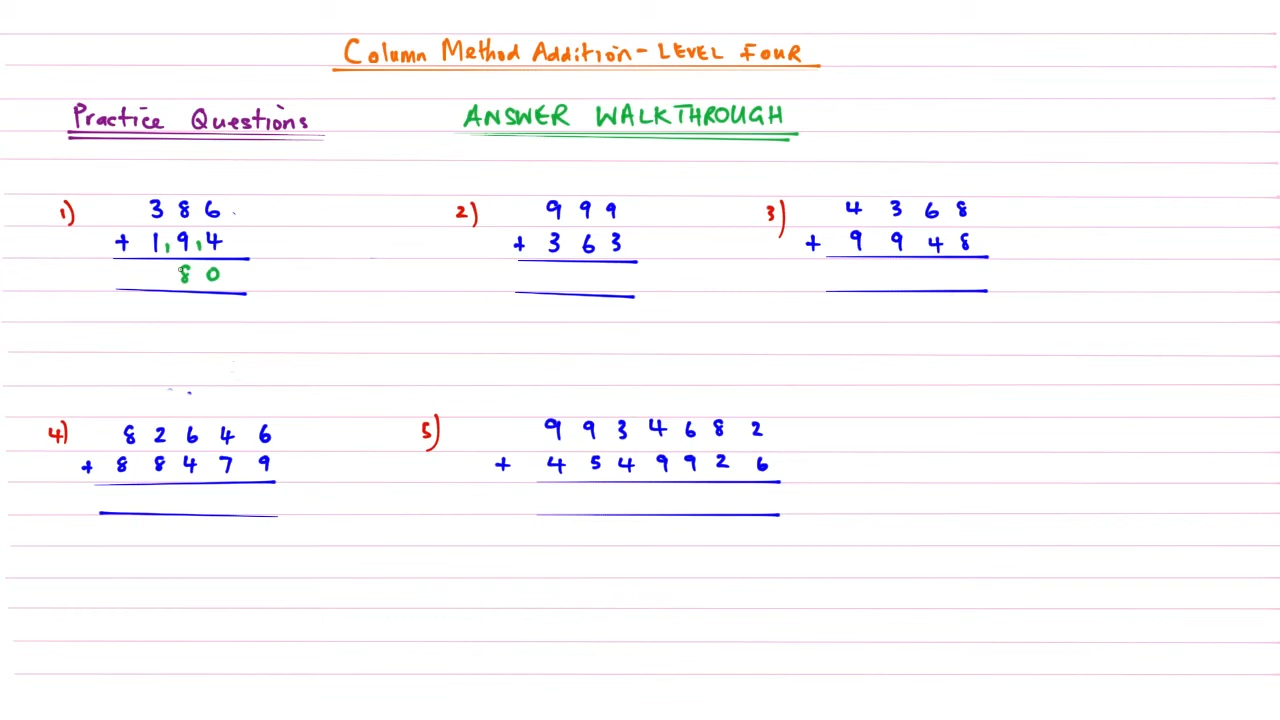 Column Method Addition - LEVEL FOUR
Practice Questions ANSWER WALKTHROUGH
1) 386 2) 999 3) 4368
+ 1,9,4 + 363 + 9948
80
4) 82646 5) 9934682
+ 88479 + 4549926